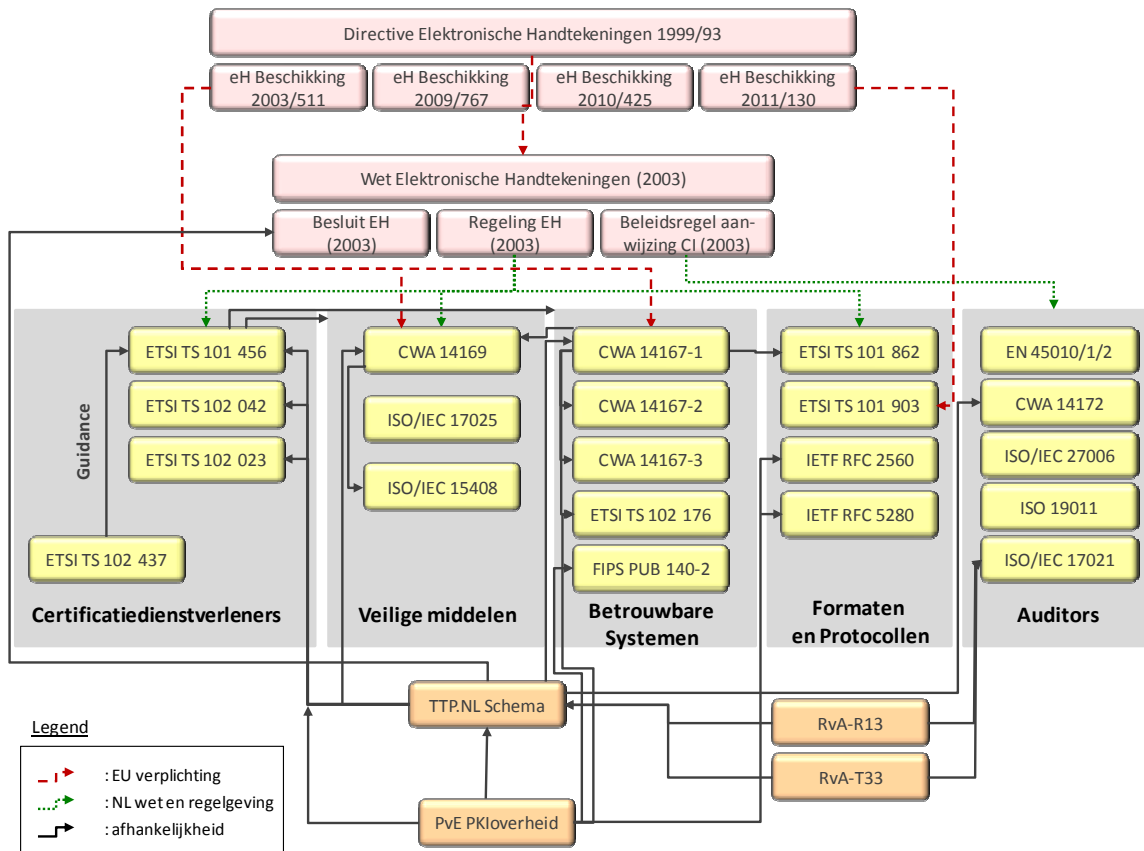 Directive Elektronische Handtekeningen 1999/93
eH Beschikking
2003/511
eH Beschikking
2009/767
eH Beschikking
2010/425
eH Beschikking
2011/130
Wet Elektronische Handtekeningen (2003)
Besluit EH
(2003)
Regeling EH
(2003)
Beleidsregel aan-
wijzing CI (2003)
ETSI TS 101 456
ETSI TS 102 042
ETSI TS 102 023
Guidance
ETSI TS 102 437
Certificatiedienstverleners
CWA 14169
ISO/IEC 17025
ISO/IEC 15408
Veilige middelen
CWA 14167-1
CWA 14167-2
CWA 14167-3
ETSI TS 102 176
FIPS PUB 140-2
Betrouwbare
Systemen
ETSI TS 101 862
ETSI TS 101 903
IETF RFC 2560
IETF RFC 5280
Formaten
en Protocollen
EN 45010/1/2
CWA 14172
ISO/IEC 27006
ISO 19011
ISO/IEC 17021
Auditors
TTP.NL Schema
RvA-R13
RvA-T33
PvE PKIoverheid
Legend
: EU verplichting
: NL wet en regelgeving
: afhankelijkheid